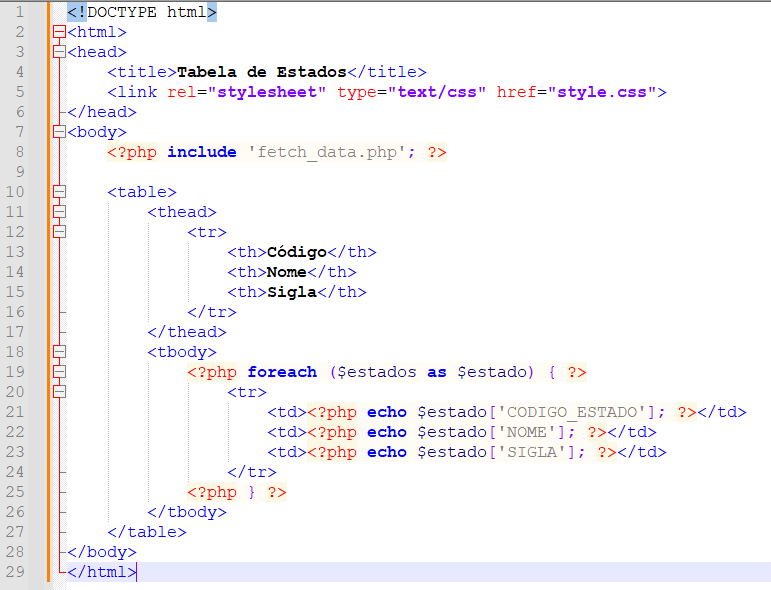 1 <!DOCTYPE html>
2 <html>
3 <head>
4 <title>Tabela de Estados</title>
5 <link rel="stylesheet" type="text/css" href="style.css">
6 </head>
7 <body>
8 <?php include 'fetch_data.php'; ?>
9
10 <table>
11 <thead>
12 <tr>
13 <th>Código</th>
14 <th>Nome</th>
15 <th>Sigla</th>
16 </tr>
17 </thead>
18 <tbody>
19 <?php foreach ($estados as $estado) { ?>
20 <tr>
21 <td><?php echo $estado['CODIGO_ESTADO']; ?></td>
22 <td><?php echo $estado['NOME']; ?></td>
23 <td><?php echo $estado['SIGLA']; ?></td>
24 </tr>
25 <?php } ?>
26 </tbody>
27 </table>
28 </body>
29 </html>